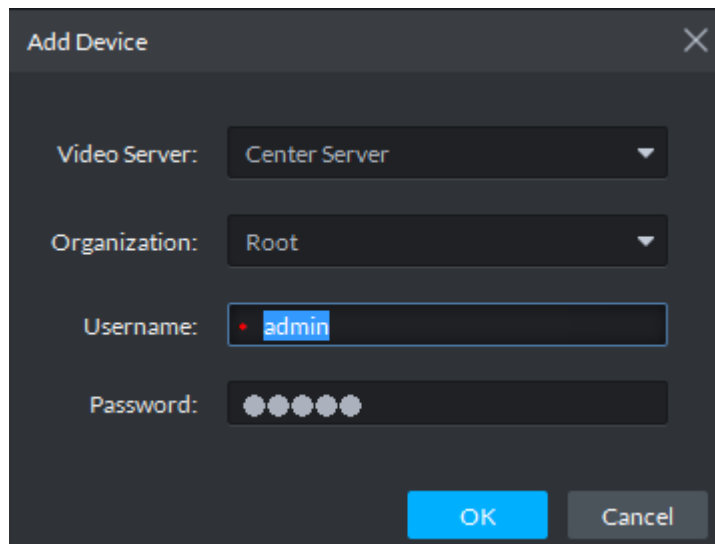 Add Device
Video Server: Center Server
Organization: Root
Username: admin
Password: ●●●●●
OK Cancel